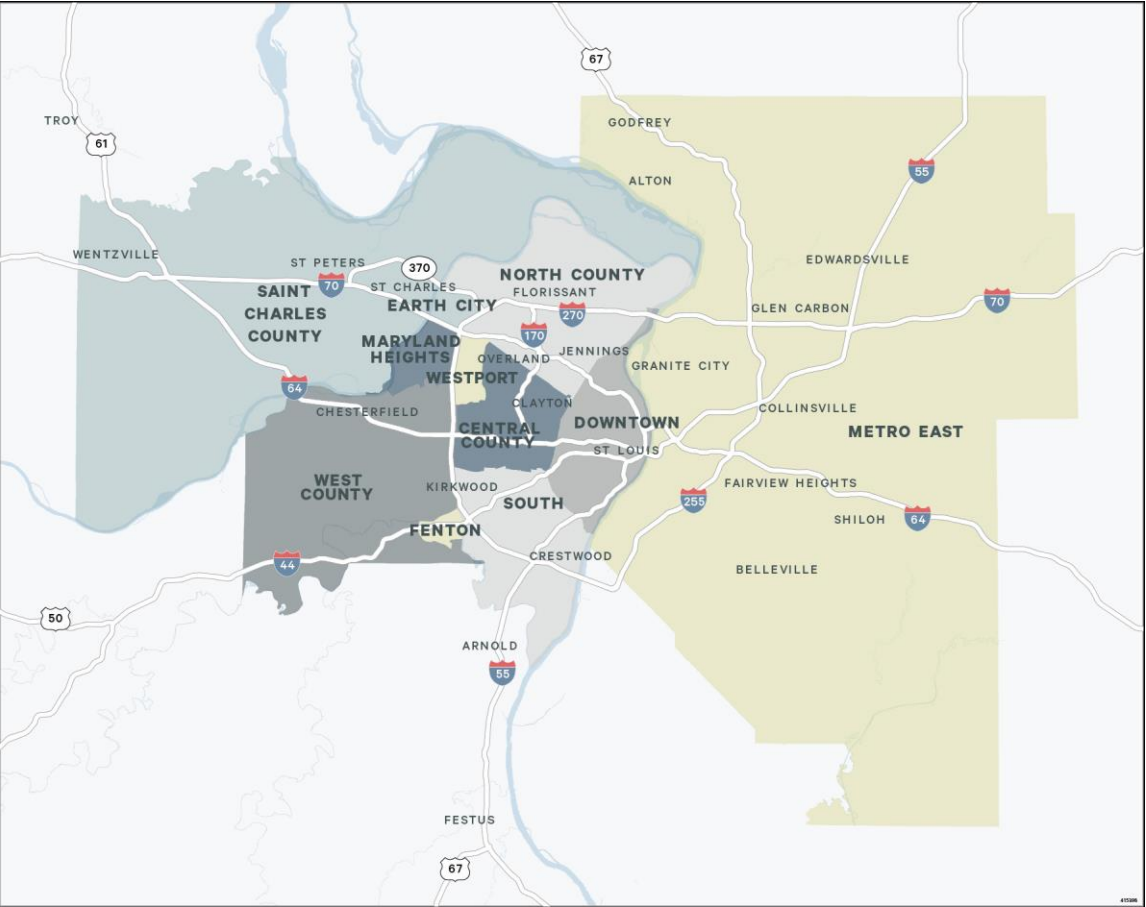 67
TROY
GODFREY
61
55
ALTON
WENTZVILLE
ST PETERS
370
NORTH COUNTY
EDWARDSVILLE
70
ST CHARLES
FLORISSANT
SAINT
CHARLES
COUNTY
EARTH CITY
270
GLEN CARBON
70
170
MARYLAND
HEIGHTS
OVERLAND
JENNINGS
GRANITE CITY
WESTPORT
64
CHESTERFIELD
CLAYTON
COLLINSVILLE
CENTRAL
COUNTY
DOWNTOWN
METRO EAST
ST LOUIS
WEST
COUNTY
KIRKWOOD
FAIRVIEW HEIGHTS
SOUTH
255
SHILOH
64
FENTON
44
CRESTWOOD
BELLEVILLE
50
ARNOLD
55
FESTUS
67